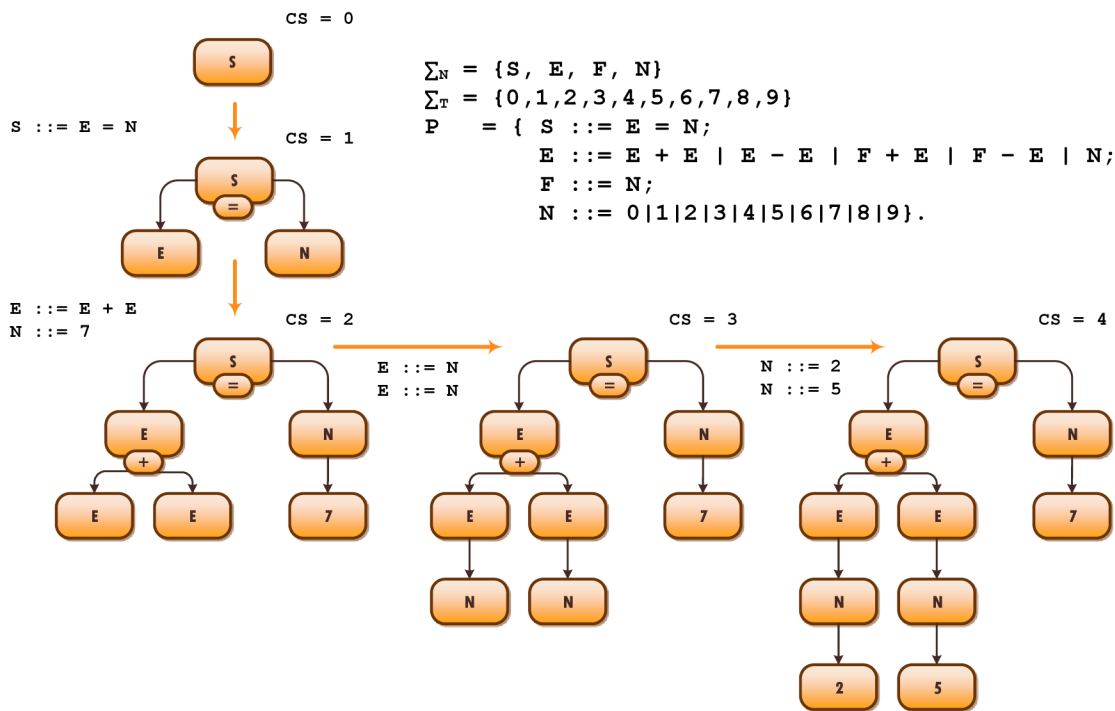 CS = 0
S
∑N = {S, E, F, N}
∑T = {0,1,2,3,4,5,6,7,8,9}
P = { S ::= E = N;
E ::= E + E | E - E | F + E | F - E | N;
F ::= N;
N ::= 0|1|2|3|4|5|6|7|8|9}.
S ::= E = N
CS = 1
S
=
E N
E ::= E + E
N ::= 7
CS = 2
S
=
E N
+
E E 7
E ::= N
E ::= N
CS = 3
S
=
E N
+
E E 7
N N
N ::= 2
N ::= 5
CS = 4
S
=
E N
+
E E 7
N N
2 5